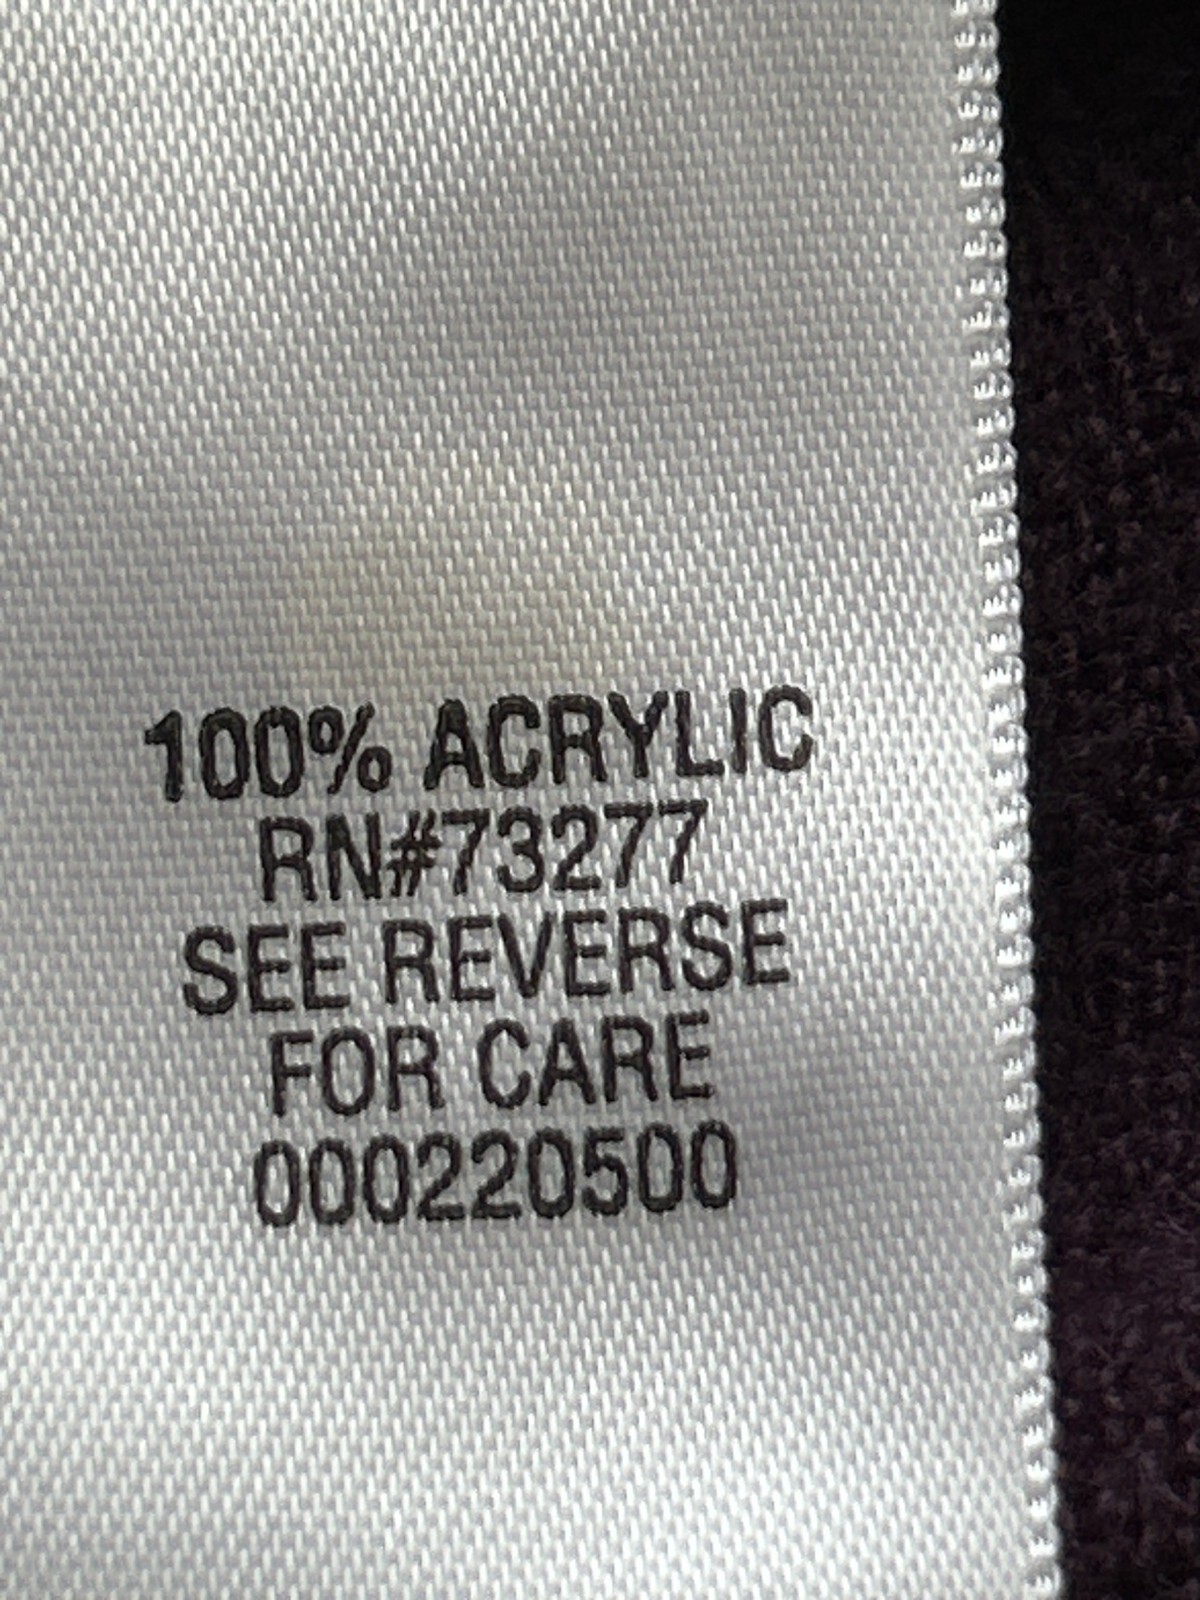 100% ACRYLIC
RN#73277
SEE REVERSE
FOR CARE
000220500